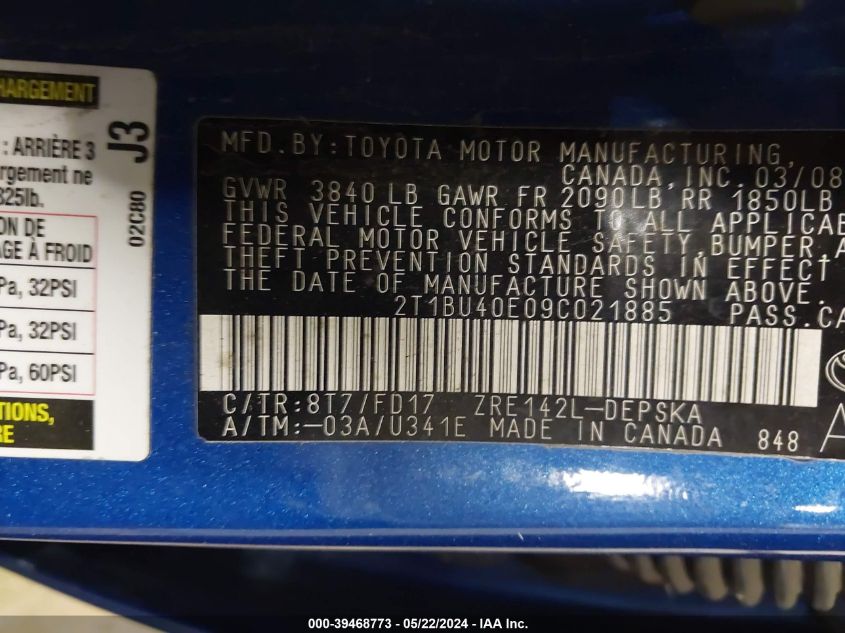 HARGEMENT
: ARRIÈRE 3
argement ne
825lb.
ION DE
AGE À FROID
Pa, 32PSI
Pa, 32PSI
Pa, 60PSI
TIONS,
RE
J3
02C80
MFD.BY:TOYOTA MOTOR MANUFACTURING,
CANADA,INC. 03/08
GVWR 3840 LB GAWR FR 2090LB RR 1850LB
THIS VEHICLE CONFORMS TO ALL APPLICAB
FEDERAL MOTOR VEHICLE SAFETY,BUMPER,A
THEFT PREVENTION STANDARDS IN EFFECT
THE DATE OF MANUFACTURE SHOWN ABOVE.
2T1BU40E09C021885 PASS.CA
C/TR:8T7/FD17 ZRE142L-DEPSKA
A/TM:-03A/U341E MADE IN CANADA 848
000-39468773 - 05/22/2024 - IAA Inc.